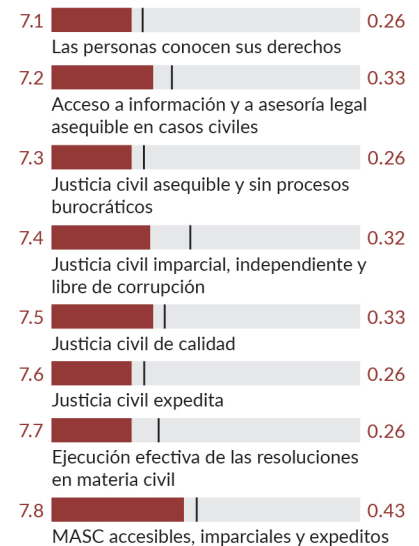 7.1 0.26
Las personas conocen sus derechos
7.2 0.33
Acceso a información y a asesoría legal
asequible en casos civiles
7.3 0.26
Justicia civil asequible y sin procesos
burocráticos
7.4 0.32
Justicia civil imparcial, independiente y
libre de corrupción
7.5 0.33
Justicia civil de calidad
7.6 0.26
Justicia civil expedita
7.7 0.26
Ejecución efectiva de las resoluciones
en materia civil
7.8 0.43
MASC accesibles, imparciales y expeditos